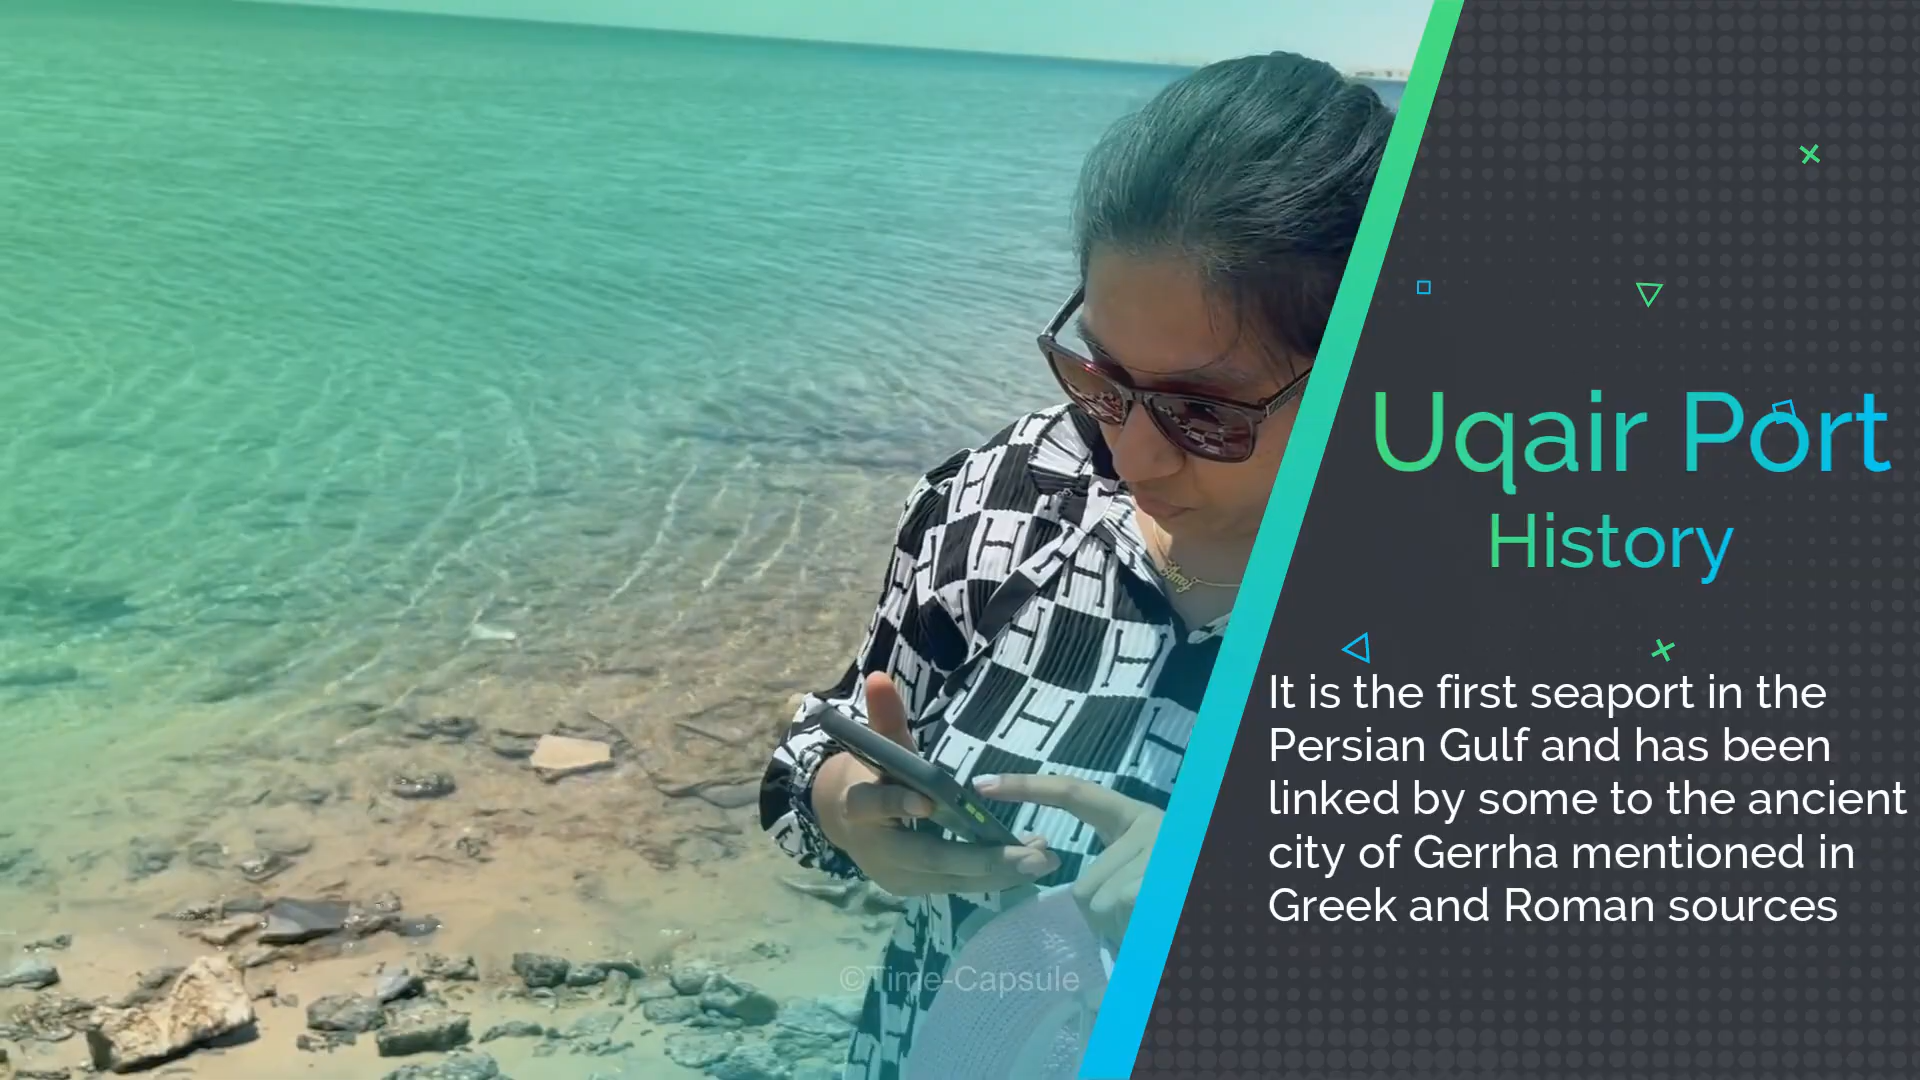 Uqair Port
History
It is the first seaport in the
Persian Gulf and has been
linked by some to the ancient
city of Gerrha mentioned in
Greek and Roman sources
©Time-Capsule